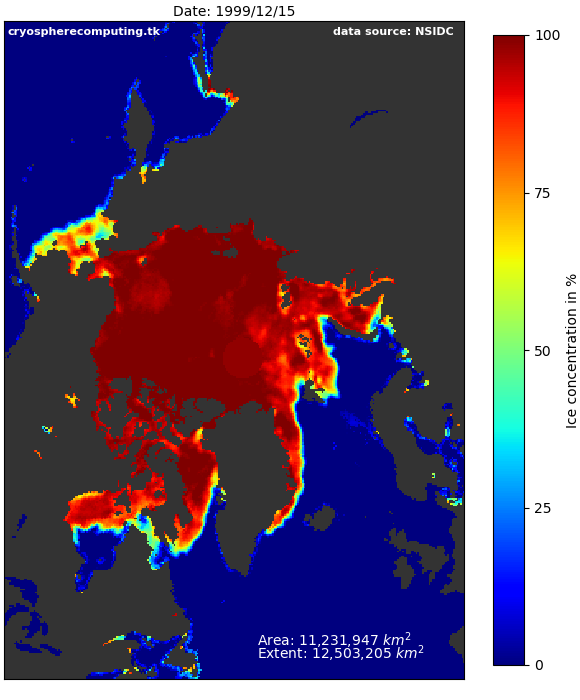 Date: 1999/12/15
cryospherecomputing.tk data source: NSIDC
100
75
50
25
0
Ice concentration in %
Area: 11,231,947 km²
Extent: 12,503,205 km²